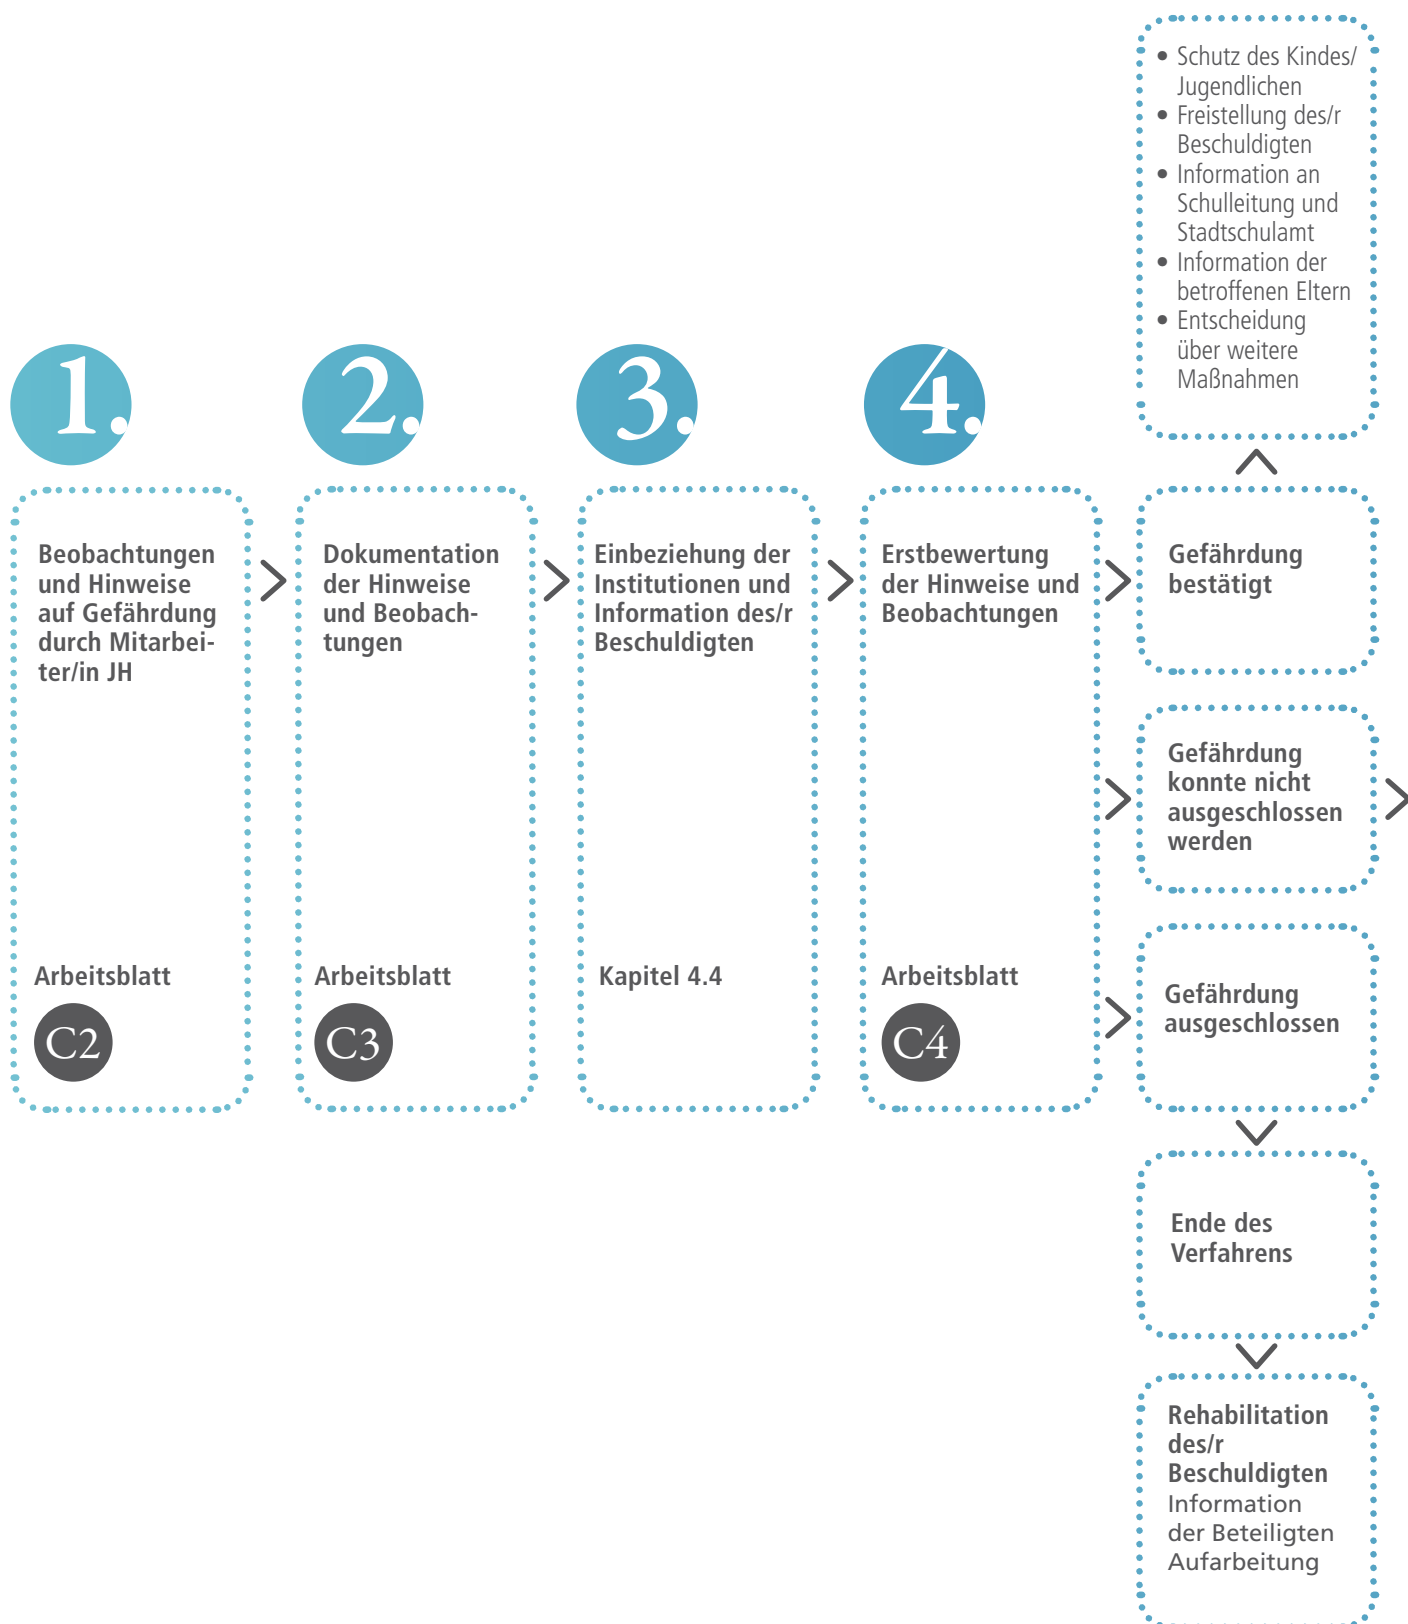 • Schutz des Kindes/
Jugendlichen
• Freistellung des/r
Beschuldigten
• Information an
Schulleitung und
Stadtschulamt
• Information der
betroffenen Eltern
• Entscheidung
über weitere
Maßnahmen
1.
Beobachtungen
und Hinweise
auf Gefährdung
durch Mitarbei-
ter/in JH
Arbeitsblatt
C2
2.
Dokumentation
der Hinweise
und Beobach-
tungen
Arbeitsblatt
C3
3.
Einbeziehung der
Institutionen und
Information des/r
Beschuldigten
Kapitel 4.4
4.
Erstbewertung
der Hinweise und
Beobachtungen
Arbeitsblatt
C4
Gefährdung
bestätigt
Gefährdung
konnte nicht
ausgeschlossen
werden
Gefährdung
ausgeschlossen
Ende des
Verfahrens
Rehabilitation
des/r
Beschuldigten
Information
der Beteiligten
Aufarbeitung